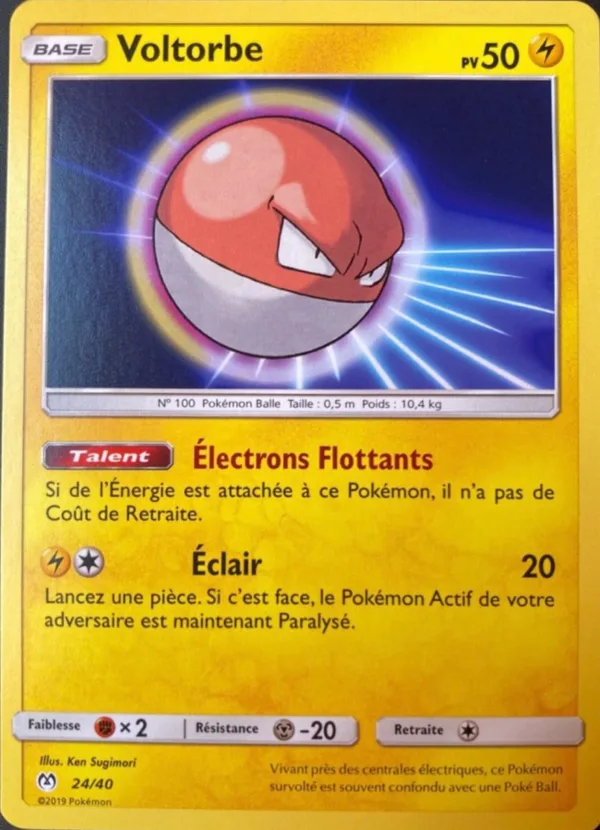 BASE Voltorbe PV 50
N° 100 Pokémon Balle Taille : 0,5 m Poids : 10,4 kg
Talent Électrons Flottants
Si de l'Énergie est attachée à ce Pokémon, il n'a pas de
Coût de Retraite.
Éclair 20
Lancez une pièce. Si c'est face, le Pokémon Actif de votre
adversaire est maintenant Paralysé.
Faiblesse ×2 Résistance -20 Retraite
Illus. Ken Sugimori
24/40
©2019 Pokémon
Vivant près des centrales électriques, ce Pokémon
survolté est souvent confondu avec une Poké Ball.